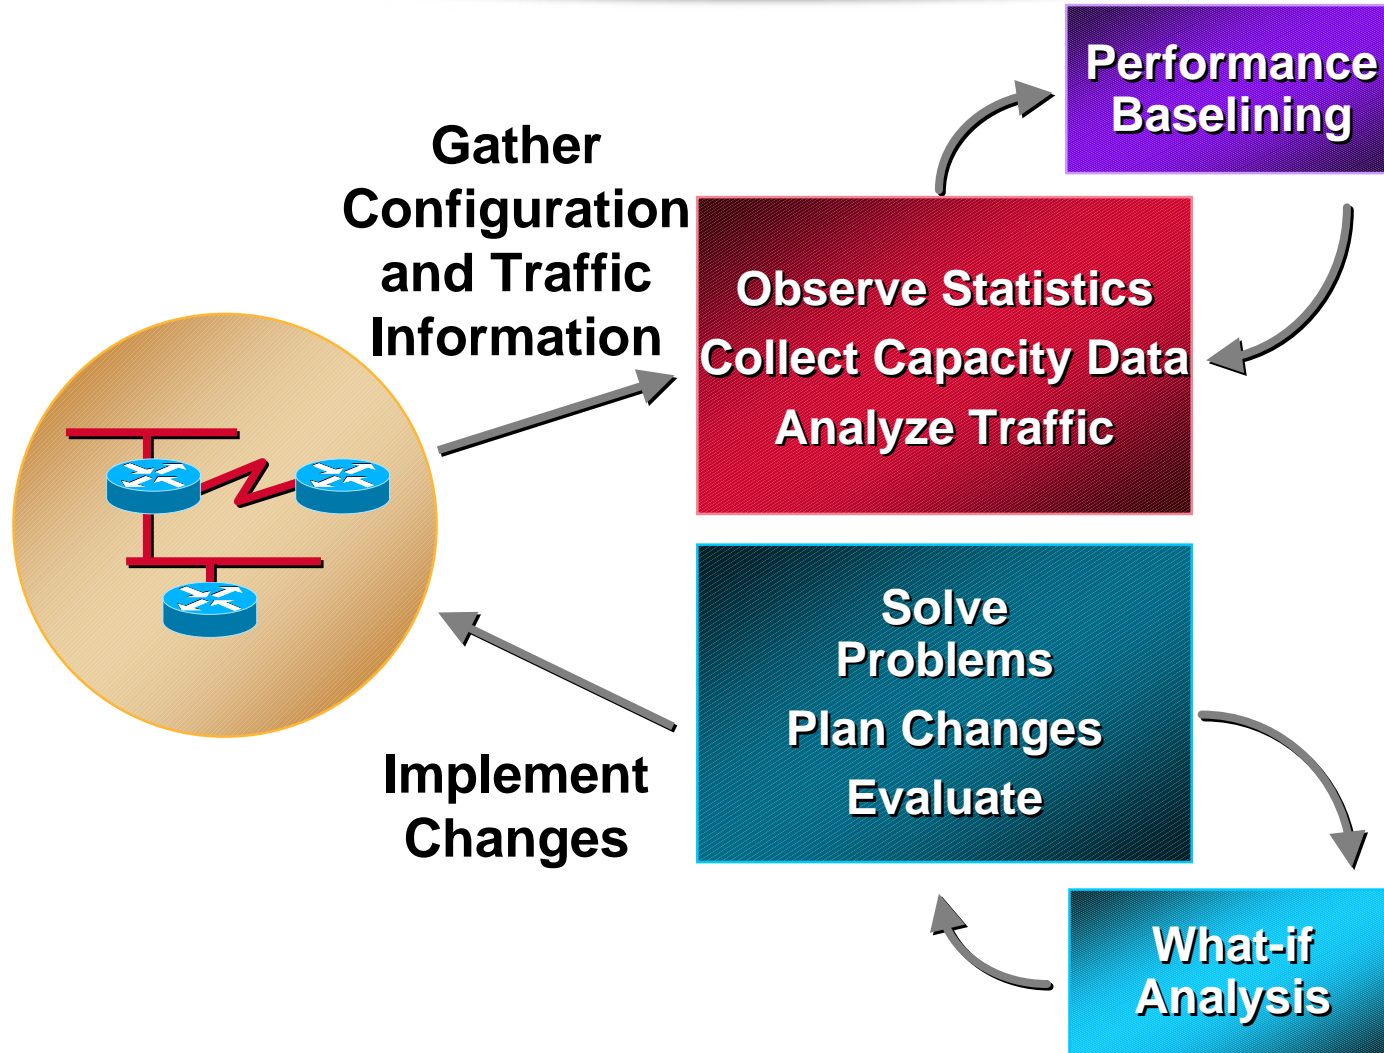 Performance
Baselining
Gather
Configuration
and Traffic
Information
Observe Statistics
Collect Capacity Data
Analyze Traffic
Solve
Problems
Plan Changes
Evaluate
Implement
Changes
What-if
Analysis